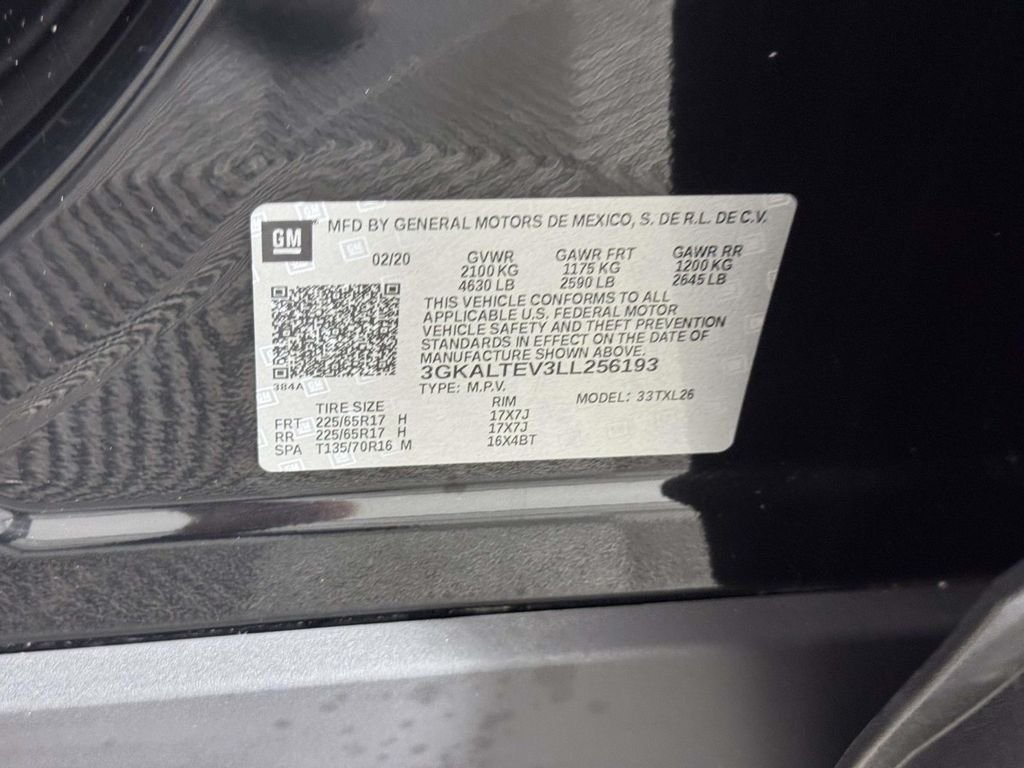 GM ™ MFD BY GENERAL MOTORS DE MEXICO, S. DE R.L. DE C.V.
02/20 GVWR GAWR FRT GAWR RR
2100 KG 1175 KG 1200 KG
4630 LB 2590 LB 2645 LB
THIS VEHICLE CONFORMS TO ALL
APPLICABLE U.S. FEDERAL MOTOR
VEHICLE SAFETY AND THEFT PREVENTION
STANDARDS IN EFFECT ON THE DATE OF
MANUFACTURE SHOWN ABOVE.
3GKALTEV3LL256193
384A
TYPE: M.P.V. MODEL: 33TXL26
TIRE SIZE RIM
FRT 225/65R17 H 17X7J
RR 225/65R17 H 17X7J
SPA T135/70R16 M 16X4BT